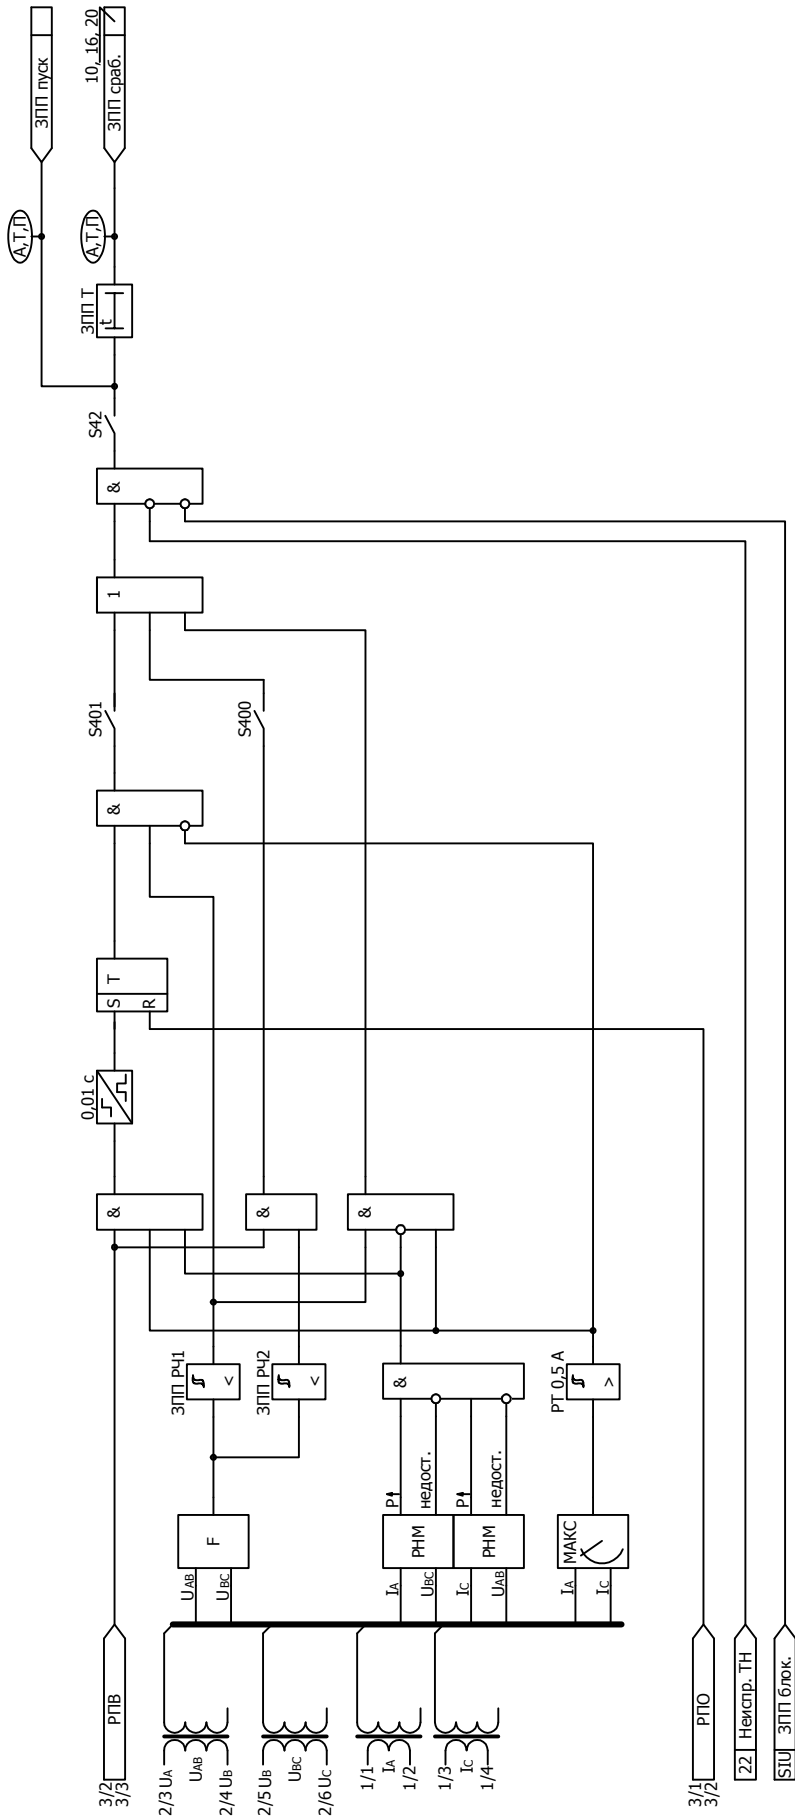 3/2
3/3
РПВ
2/3 UA
UAB
2/4 UB
2/5 UB
UBC
2/6 UC
1/1
IA
1/2
1/3
IC
1/4
3/1
3/2
РПО
22 Неиспр. ТН
SIU ЗПП блок.
UAB
UBC
F
IA
UBC
РНМ
P
недост.
IC
UAB
РНМ
P
недост.
IA
IC
МАКС
ЗПП РЧ1
<
ЗПП РЧ2
<
&
РТ 0,5 А
>
&
&
&
0,01 с
S T
R
&
S401
S400
1
&
S42
ЗПП Т
t
А,Т,П
А,Т,П
ЗПП пуск
ЗПП сраб.
10, 16, 20